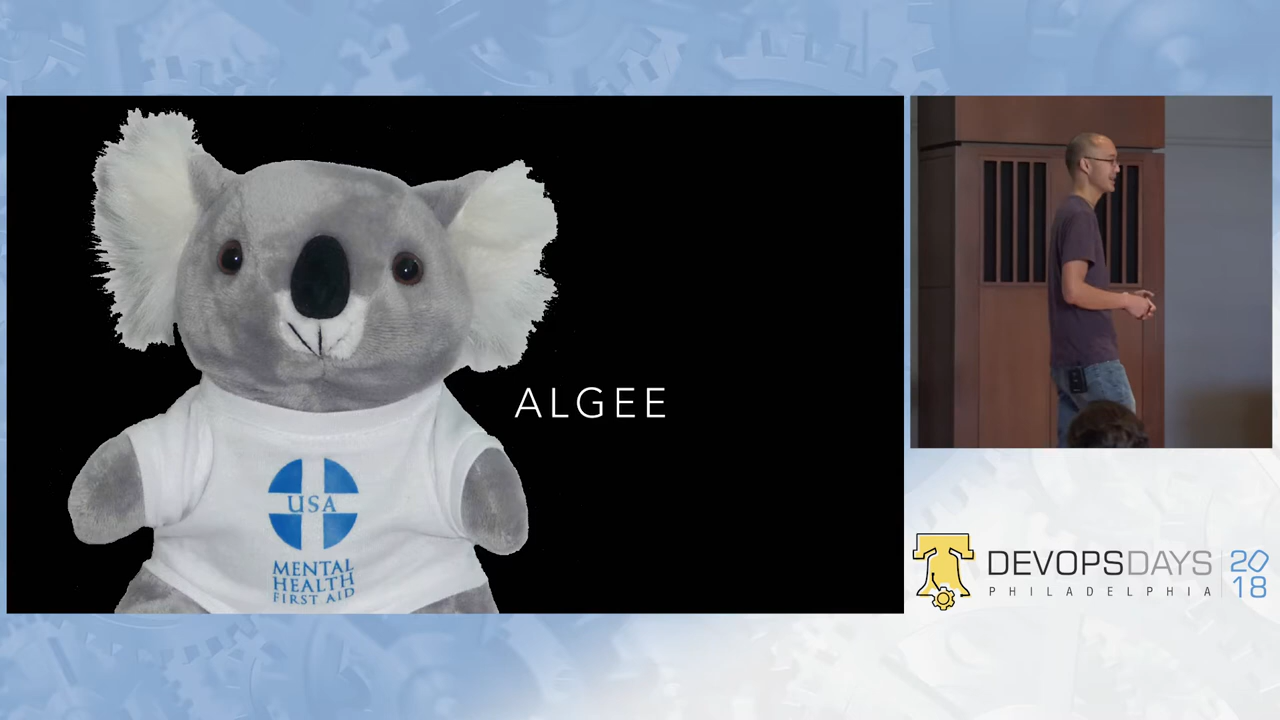 ALGEE
USA
MENTAL
HEALTH
FIRST AID
DEVOPSDAYS
PHILADELPHIA
20
18